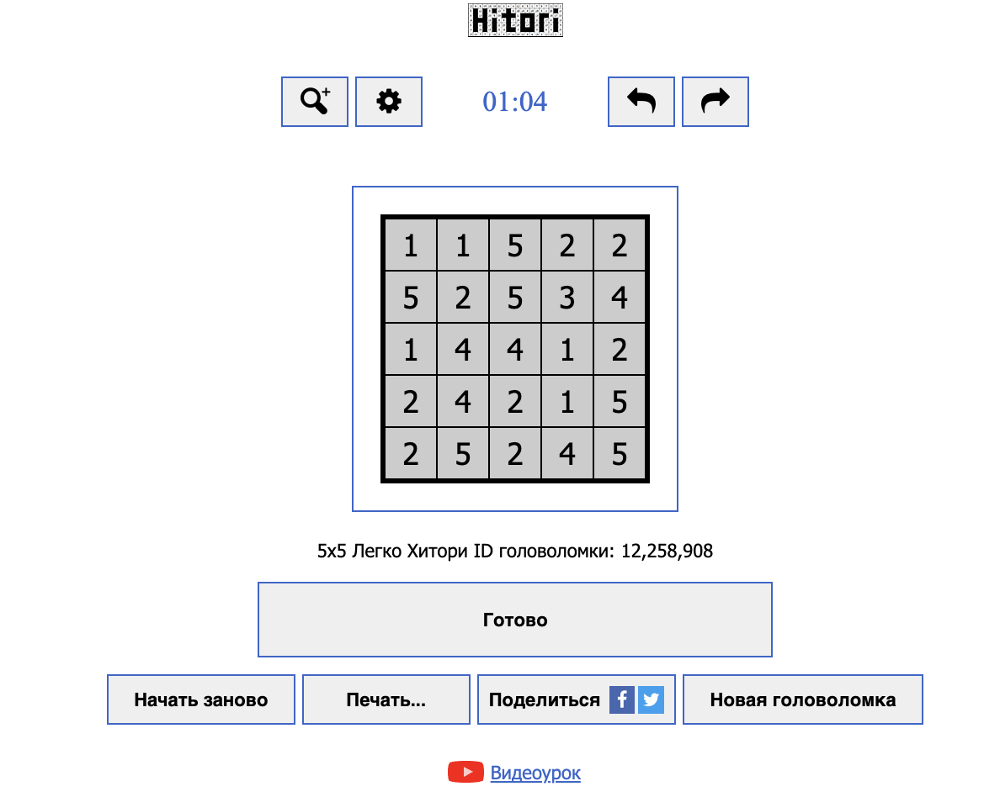 Hitori
01:04
1 1 5 2 2
5 2 5 3 4
1 4 4 1 2
2 4 2 1 5
2 5 2 4 5
5x5 Легко Хитори ID головоломки: 12,258,908
Готово
Начать заново Печать... Поделиться Новая головоломка
Видеоурок